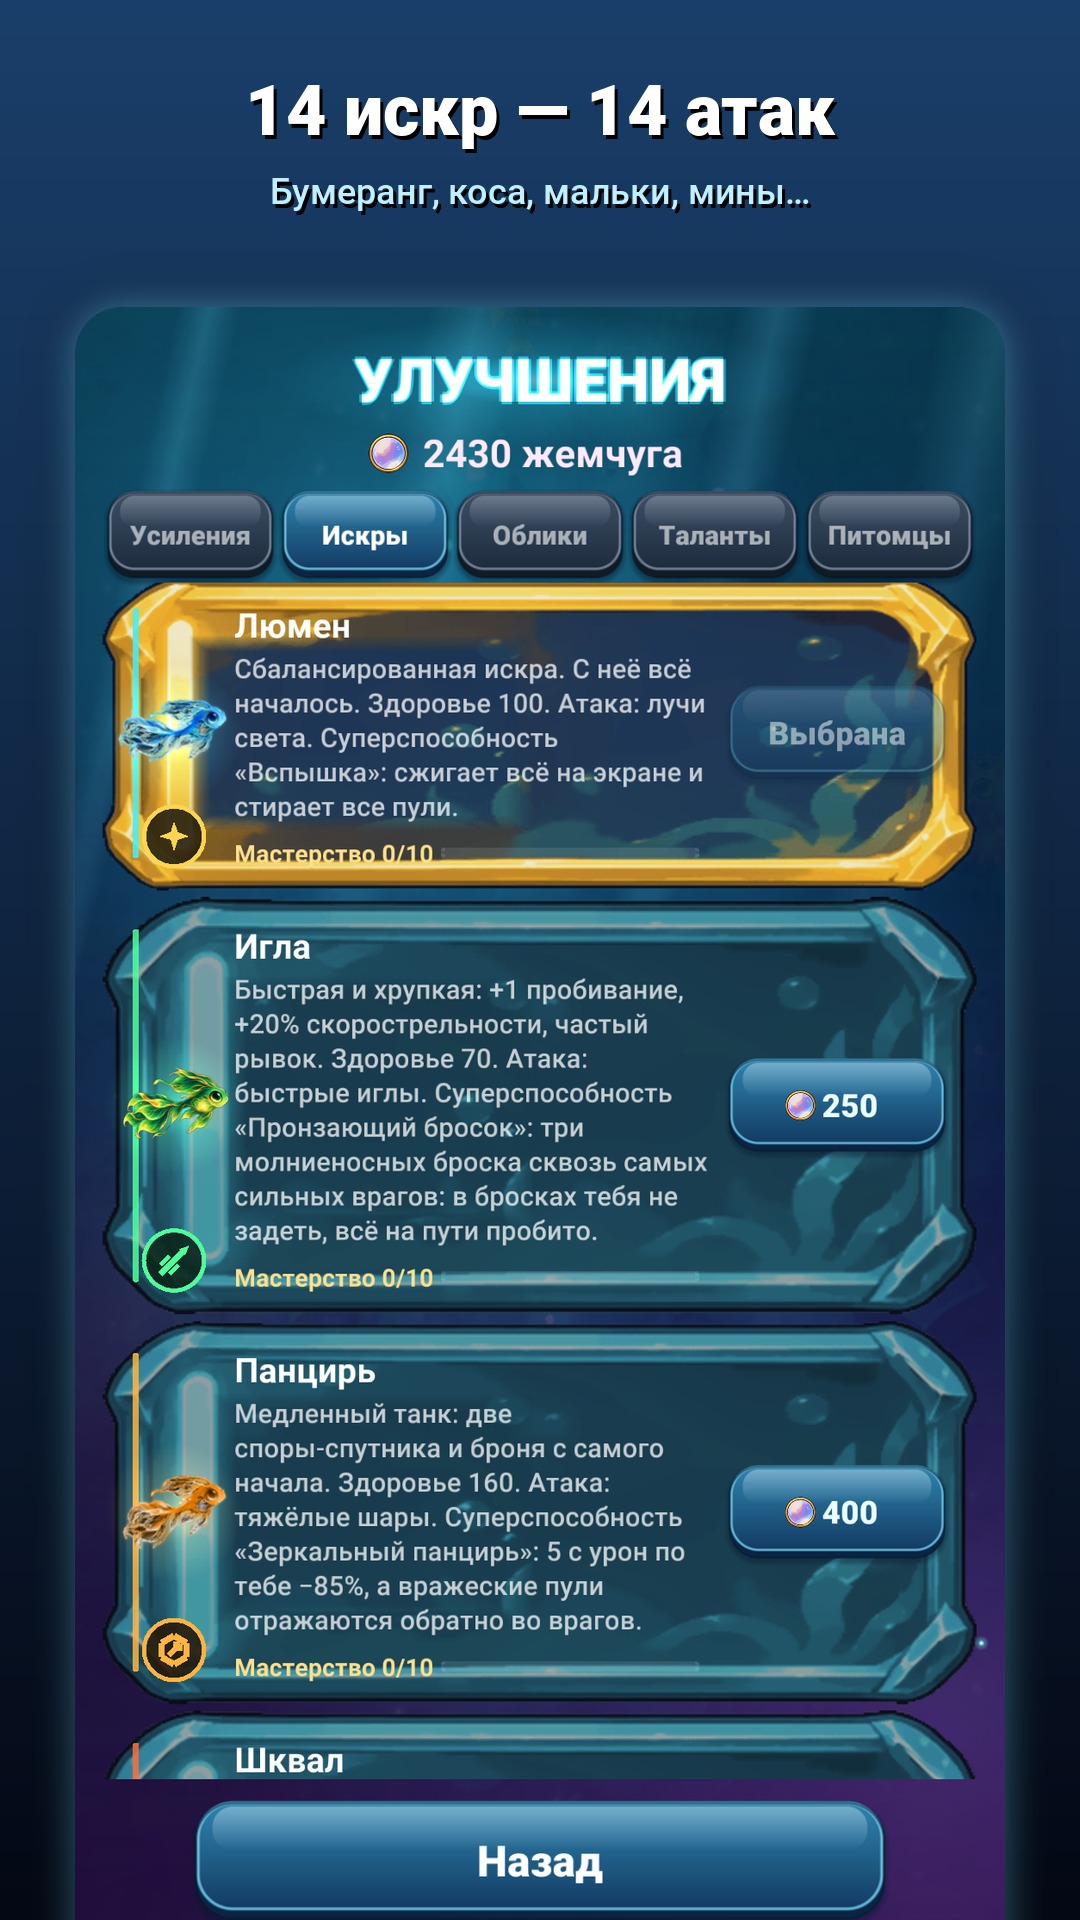 14 искр — 14 атак
Бумеранг, коса, мальки, мины...
УЛУЧШЕНИЯ
2430 жемчуга
Усиления
Искры
Облики
Таланты
Питомцы
Люмен
Сбалансированная искра. С неё всё
началось. Здоровье 100. Атака: лучи
света. Суперспособность
«Вспышка»: сжигает всё на экране и
стирает все пули.
Мастерство 0/10
Выбрана
Игла
Быстрая и хрупкая: +1 пробивание,
+20% скорострельности, частый
рывок. Здоровье 70. Атака:
быстрые иглы. Суперспособность
«Пронзающий бросок»: три
молниеносных броска сквозь самых
сильных врагов: в бросках тебя не
задеть, всё на пути пробито.
Мастерство 0/10
250
Панцирь
Медленный танк: две
споры-спутника и броня с самого
начала. Здоровье 160. Атака:
тяжёлые шары. Суперспособность
«Зеркальный панцирь»: 5 с урон по
тебе −85%, а вражеские пули
отражаются обратно во врагов.
Мастерство 0/10
400
Шквал
Назад